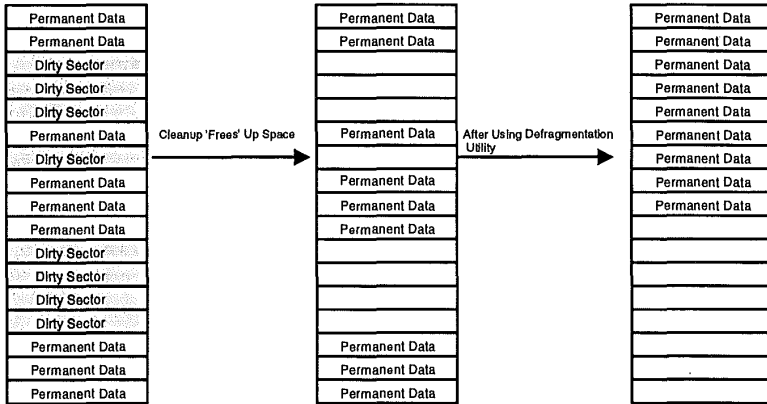 Permanent Data
Permanent Data
Dirty Sector
Dirty Sector
Dirty Sector
Permanent Data
Dirty Sector
Permanent Data
Permanent Data
Permanent Data
Dirty Sector
Dirty Sector
Dirty Sector
Dirty Sector
Permanent Data
Permanent Data
Permanent Data
Cleanup 'Frees' Up Space
Permanent Data
Permanent Data
Permanent Data
Permanent Data
Permanent Data
Permanent Data
Permanent Data
Permanent Data
Permanent Data
After Using Defragmentation
Utility
Permanent Data
Permanent Data
Permanent Data
Permanent Data
Permanent Data
Permanent Data
Permanent Data
Permanent Data
Permanent Data